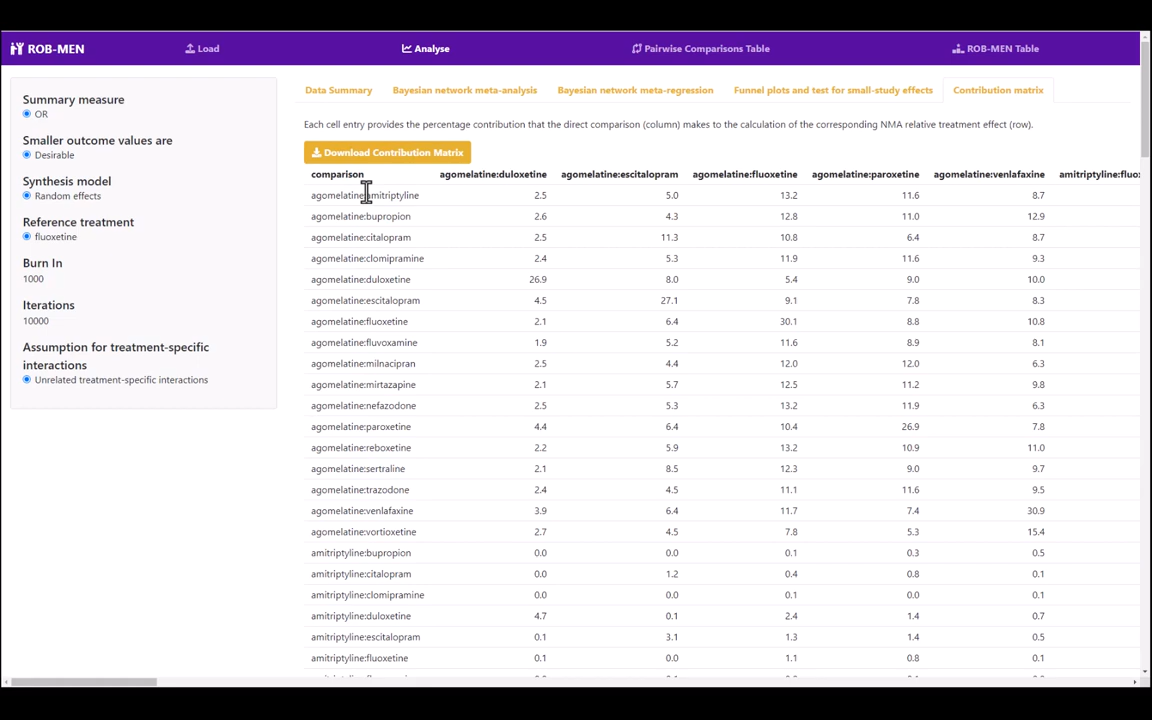 ROB-MEN Load Analyse Pairwise Comparisons Table ROB-MEN Table
Summary measure
OR
Smaller outcome values are
Desirable
Synthesis model
Random effects
Reference treatment
fluoxetine
Burn In
1000
Iterations
10000
Assumption for treatment-specific
interactions
Unrelated treatment-specific interactions
Data Summary Bayesian network meta-analysis Bayesian network meta-regression Funnel plots and test for small-study effects Contribution matrix
Each cell entry provides the percentage contribution that the direct comparison (column) makes to the calculation of the corresponding NMA relative treatment effect (row).
Download Contribution Matrix
comparison agomelatine:duloxetine agomelatine:escitalopram agomelatine:fluoxetine agomelatine:paroxetine agomelatine:venlafaxine amitriptyline:fluo
agomelatine:amitriptyline 2.5 5.0 13.2 11.6 8.7
agomelatine:bupropion 2.6 4.3 12.8 11.0 12.9
agomelatine:citalopram 2.5 11.3 10.8 6.4 8.7
agomelatine:clomipramine 2.4 5.3 11.9 11.6 9.3
agomelatine:duloxetine 26.9 8.0 5.4 9.0 10.0
agomelatine:escitalopram 4.5 27.1 9.1 7.8 8.3
agomelatine:fluoxetine 2.1 6.4 30.1 8.8 10.8
agomelatine:fluvoxamine 1.9 5.2 11.6 8.9 8.1
agomelatine:milnacipran 2.5 4.4 12.0 12.0 6.3
agomelatine:mirtazapine 2.1 5.7 12.5 11.2 9.8
agomelatine:nefazodone 2.5 5.3 13.2 11.9 6.3
agomelatine:paroxetine 4.4 6.4 10.4 26.9 7.8
agomelatine:reboxetine 2.2 5.9 13.2 10.9 11.0
agomelatine:sertraline 2.1 8.5 12.3 9.0 9.7
agomelatine:trazodone 2.4 4.5 11.1 11.6 9.5
agomelatine:venlafaxine 3.9 6.4 11.7 7.4 30.9
agomelatine:vortioxetine 2.7 4.5 7.8 5.3 15.4
amitriptyline:bupropion 0.0 0.0 0.1 0.3 0.5
amitriptyline:citalopram 0.0 1.2 0.4 0.8 0.1
amitriptyline:clomipramine 0.0 0.0 0.1 0.0 0.1
amitriptyline:duloxetine 4.7 0.1 2.4 1.4 0.7
amitriptyline:escitalopram 0.1 3.1 1.3 1.4 0.5
amitriptyline:fluoxetine 0.1 0.0 1.1 0.8 0.1